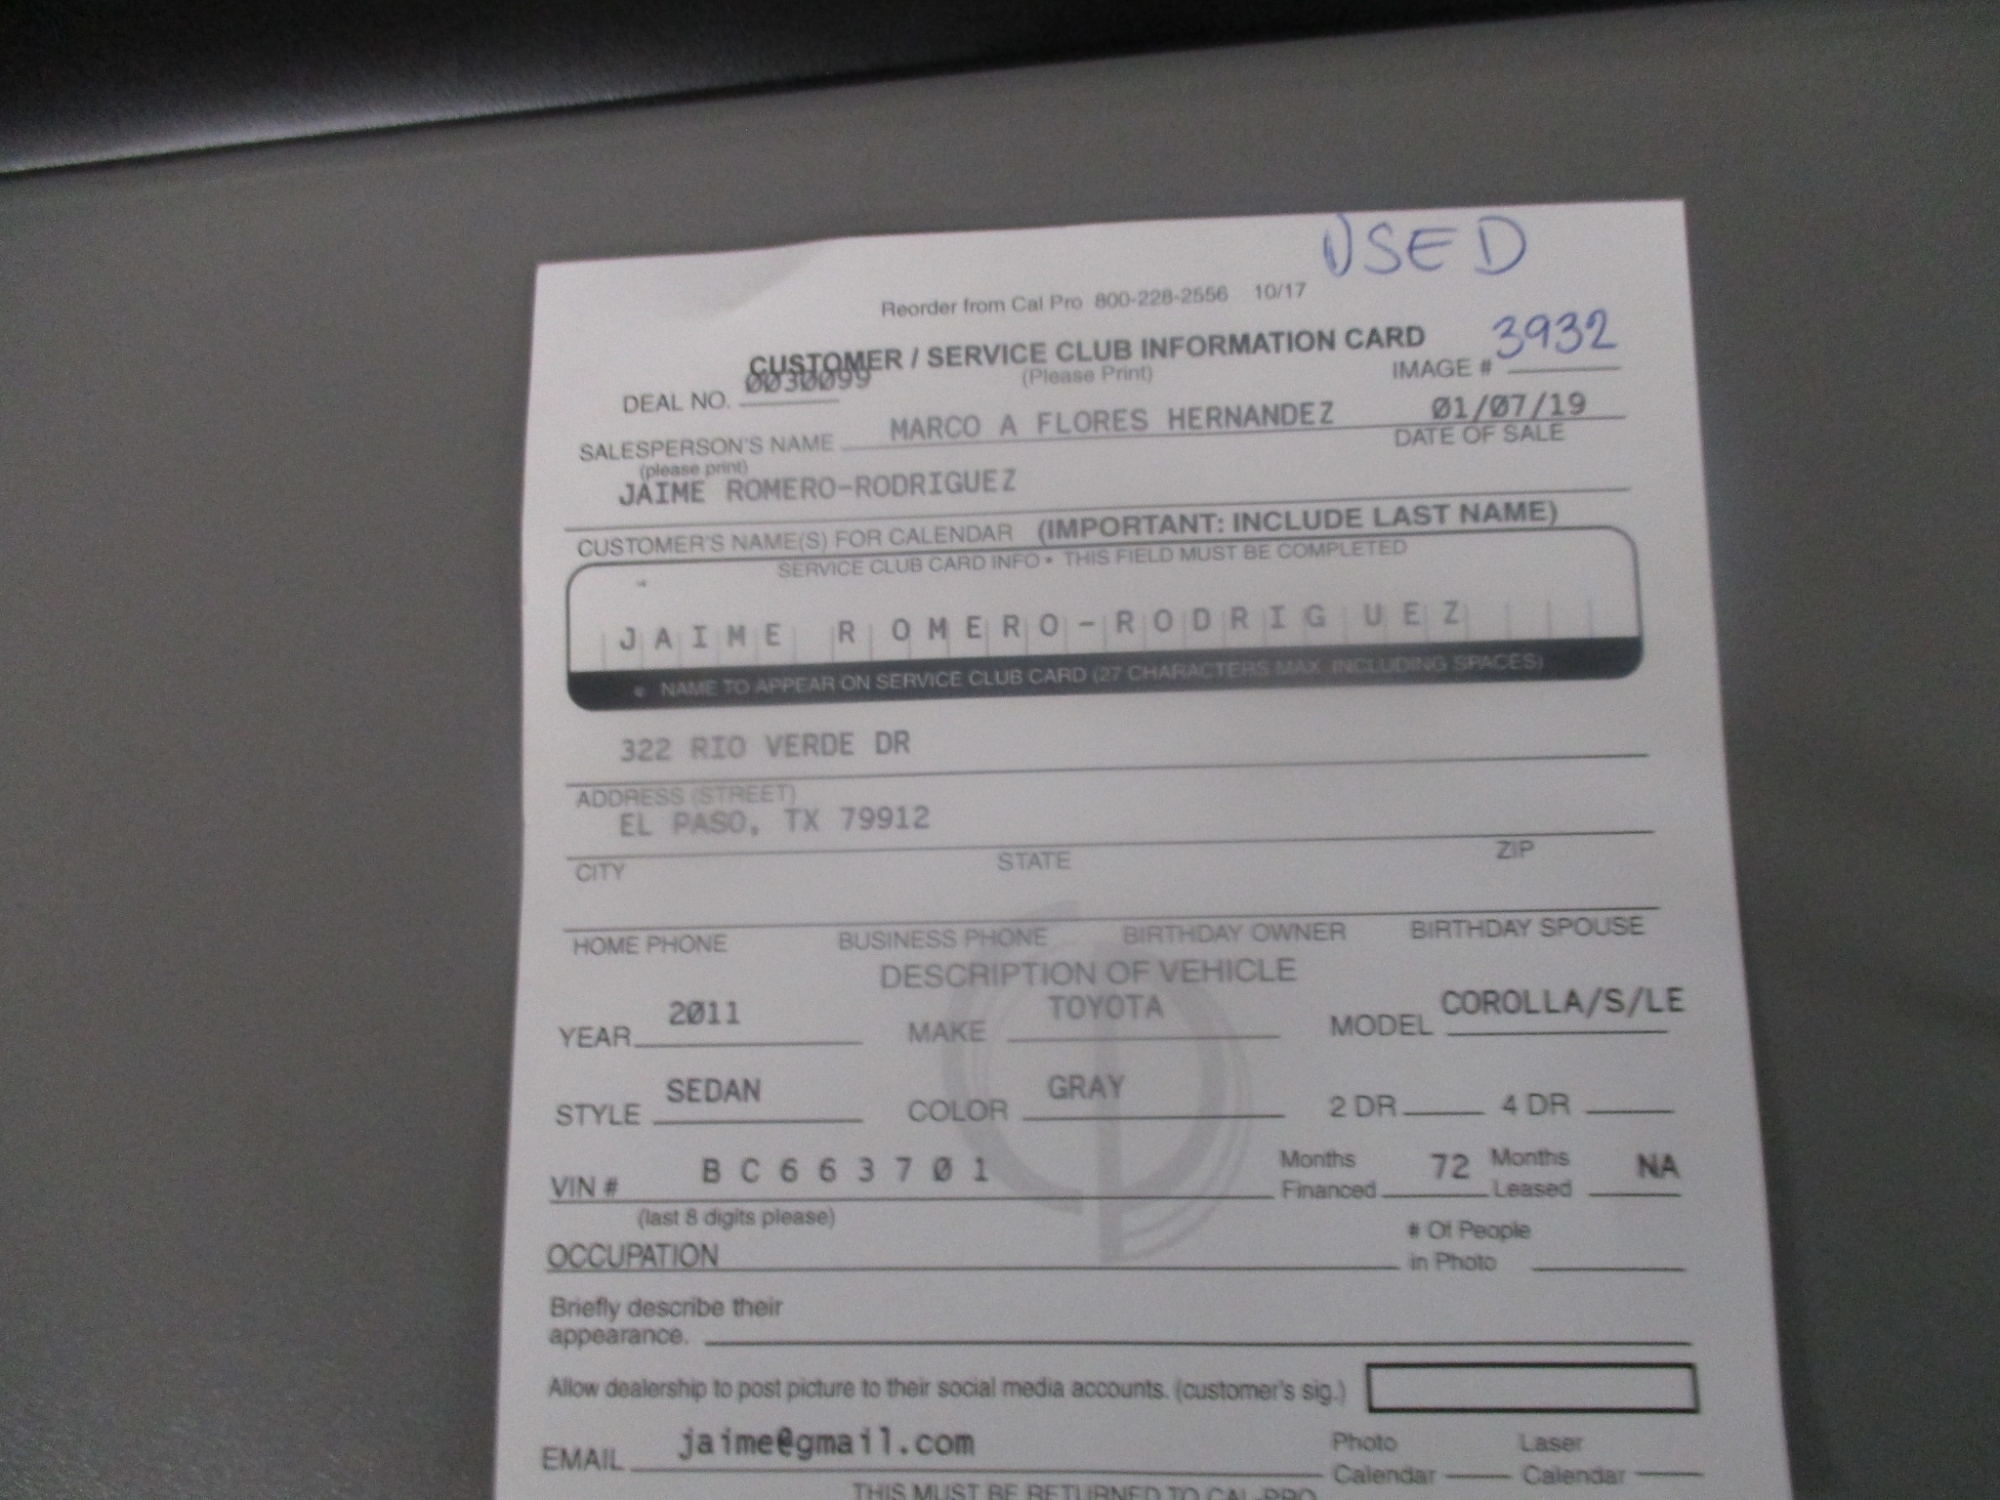 USED
Reorder from Cal Pro 800-228-2556 10/17
CUSTOMER / SERVICE CLUB INFORMATION CARD
(Please Print)
IMAGE # 3932
DEAL NO. 0030099
SALESPERSON'S NAME MARCO A FLORES HERNANDEZ 01/07/19
(please print) DATE OF SALE
JAIME ROMERO-RODRIGUEZ
CUSTOMER'S NAME(S) FOR CALENDAR (IMPORTANT: INCLUDE LAST NAME)
SERVICE CLUB CARD INFO • THIS FIELD MUST BE COMPLETED
JAIME ROMERO-RODRIGUEZ
NAME TO APPEAR ON SERVICE CLUB CARD (27 CHARACTERS MAX. INCLUDING SPACES)
322 RIO VERDE DR
ADDRESS (STREET)
EL PASO, TX 79912
CITY STATE ZIP
HOME PHONE BUSINESS PHONE BIRTHDAY OWNER BIRTHDAY SPOUSE
DESCRIPTION OF VEHICLE
YEAR 2011 MAKE TOYOTA MODEL COROLLA/S/LE
STYLE SEDAN COLOR GRAY 2 DR 4 DR
VIN # BC663701 Months Financed 72 Months Leased NA
(last 8 digits please)
OCCUPATION # Of People in Photo
Briefly describe their
appearance.
Allow dealership to post picture to their social media accounts. (customer's sig.)
EMAIL jaime@gmail.com Photo Calendar Laser Calendar
THIS MUST BE RETURNED TO CAL-PRO